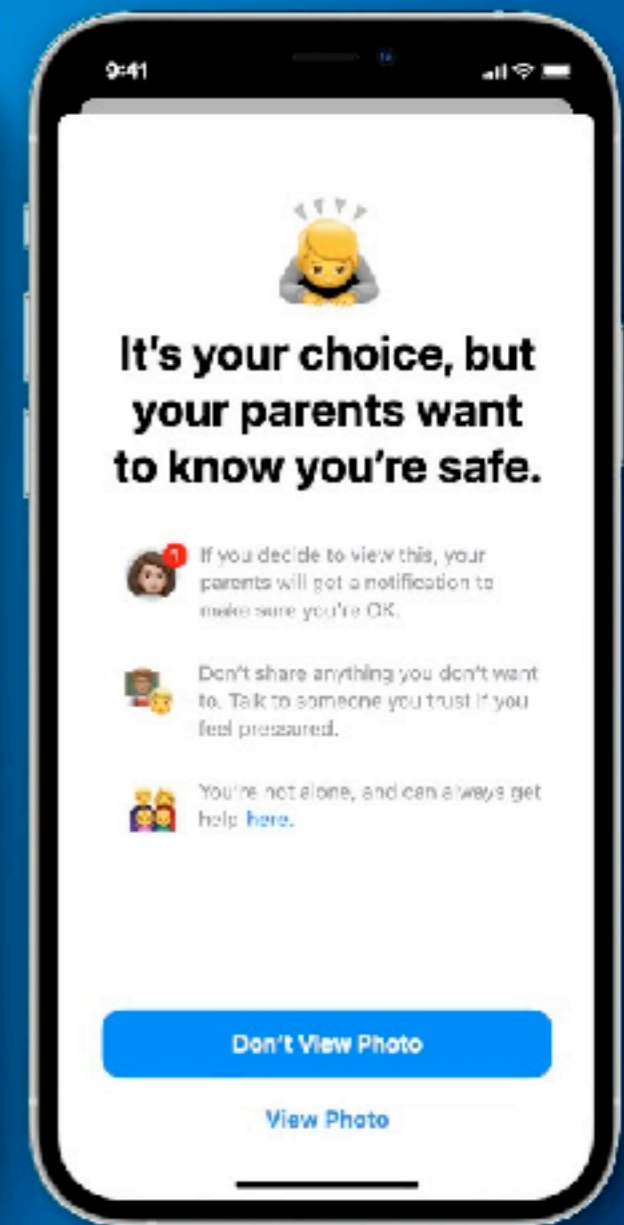 9:41
It's your choice, but
your parents want
to know you're safe.
1
If you decide to view this, your
parents will get a notification to
make sure you're OK.
Don't share anything you don't want
to. Talk to someone you trust if you
feel pressured.
You're not alone, and can always get
help here.
Don't View Photo
View Photo